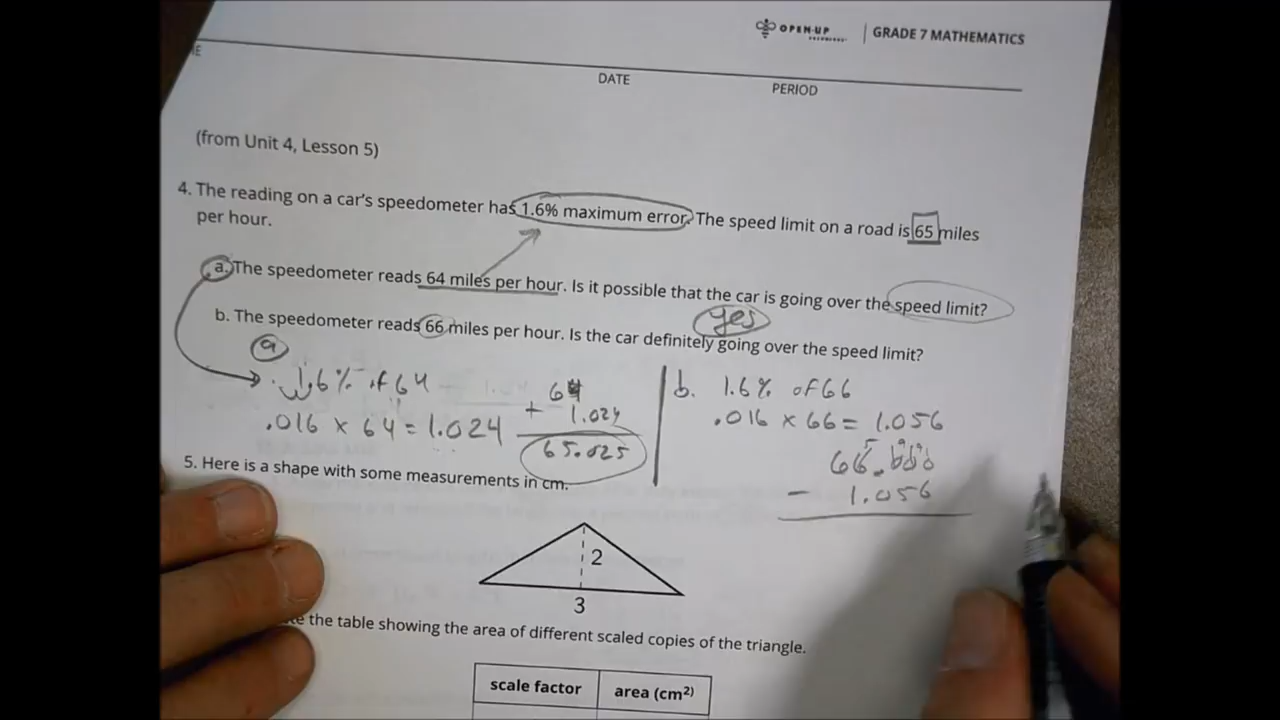 OPEN-UP | GRADE 7 MATHEMATICS
DATE
PERIOD
(from Unit 4, Lesson 5)
4. The reading on a car's speedometer has 1.6% maximum error. The speed limit on a road is 65 miles
per hour.
a. The speedometer reads 64 miles per hour. Is it possible that the car is going over the speed limit?
yes
b. The speedometer reads 66 miles per hour. Is the car definitely going over the speed limit?
a
1.6% of 64
.016 x 64 = 1.024
64
+ 1.024
65.025
b. 1.6% of 66
.016 x 66 = 1.056
66.000
- 1.056
5. Here is a shape with some measurements in cm.
2
3
the table showing the area of different scaled copies of the triangle.
scale factor area (cm²)